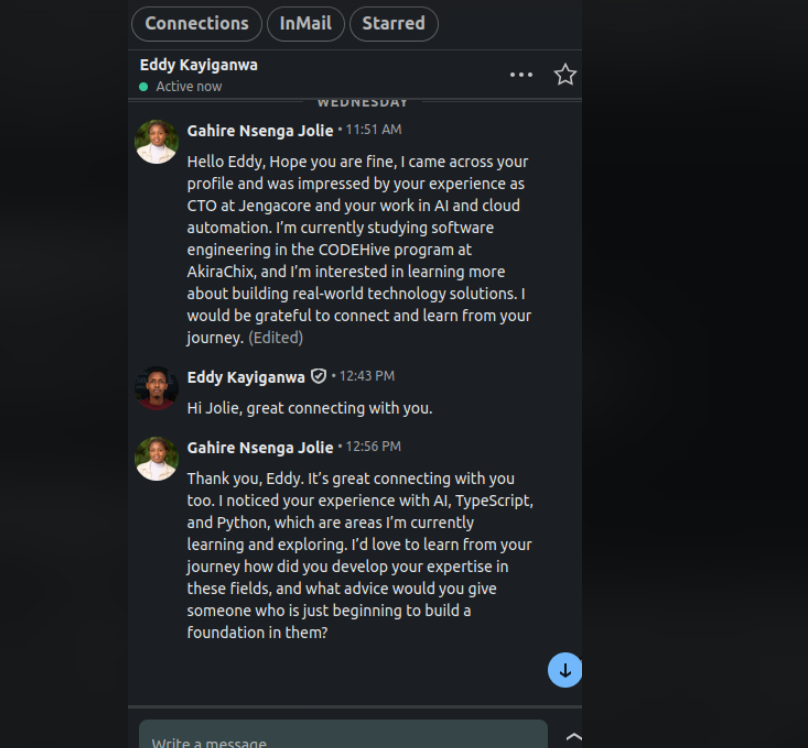 Connections InMail Starred
Eddy Kayiganwa
Active now
WEDNESDAY
Gahire Nsenga Jolie • 11:51 AM
Hello Eddy, Hope you are fine, I came across your
profile and was impressed by your experience as
CTO at Jengacore and your work in AI and cloud
automation. I’m currently studying software
engineering in the CODEHive program at
AkiraChix, and I’m interested in learning more
about building real-world technology solutions. I
would be grateful to connect and learn from your
journey. (Edited)
Eddy Kayiganwa • 12:43 PM
Hi Jolie, great connecting with you.
Gahire Nsenga Jolie • 12:56 PM
Thank you, Eddy. It’s great connecting with you
too. I noticed your experience with AI, TypeScript,
and Python, which are areas I’m currently
learning and exploring. I’d love to learn from your
journey how did you develop your expertise in
these fields, and what advice would you give
someone who is just beginning to build a
foundation in them?
Write a message